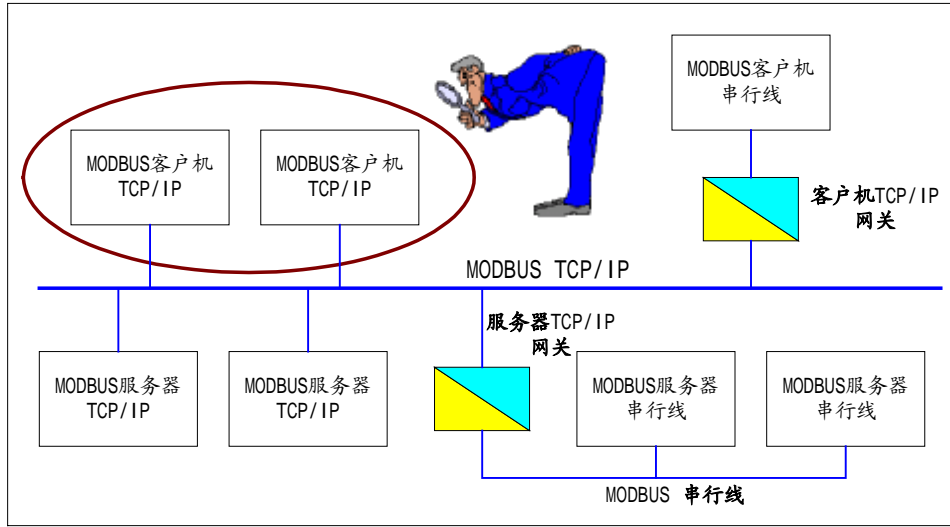 MODBUS客户机
串行线
MODBUS客户机
TCP/IP
MODBUS客户机
TCP/IP
客户机TCP/IP
网关
MODBUS TCP/IP
服务器TCP/IP
网关
MODBUS服务器
TCP/IP
MODBUS服务器
TCP/IP
MODBUS服务器
串行线
MODBUS服务器
串行线
MODBUS 串行线